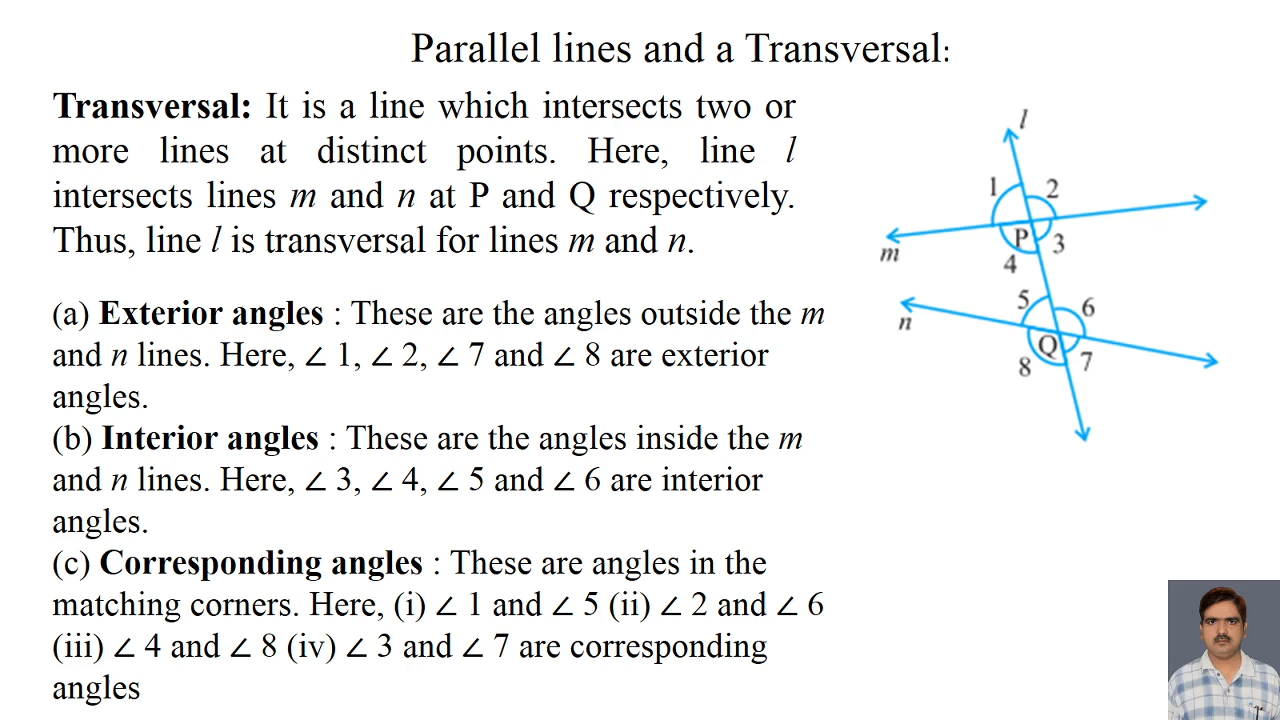 Parallel lines and a Transversal:
Transversal: It is a line which intersects two or
more lines at distinct points. Here, line l
intersects lines m and n at P and Q respectively.
Thus, line l is transversal for lines m and n.
(a) Exterior angles : These are the angles outside the m
and n lines. Here, ∠ 1, ∠ 2, ∠ 7 and ∠ 8 are exterior
angles.
(b) Interior angles : These are the angles inside the m
and n lines. Here, ∠ 3, ∠ 4, ∠ 5 and ∠ 6 are interior
angles.
(c) Corresponding angles : These are angles in the
matching corners. Here, (i) ∠ 1 and ∠ 5 (ii) ∠ 2 and ∠ 6
(iii) ∠ 4 and ∠ 8 (iv) ∠ 3 and ∠ 7 are corresponding
angles
l
1 2
P 3
m 4
5 6
n
Q
8 7